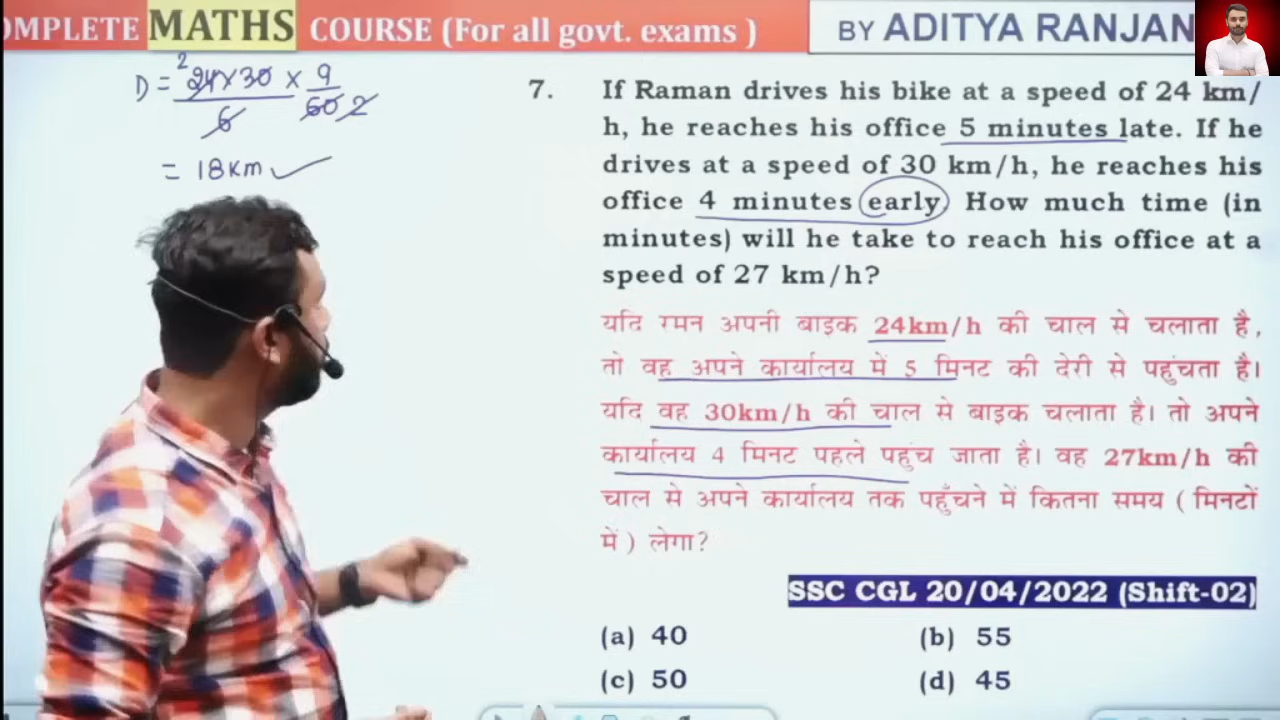 OMPLETE MATHS COURSE (For all govt. exams )
BY ADITYA RANJAN
D = 24×30 × 9
6 60 2
2
= 18KM ✓
7. If Raman drives his bike at a speed of 24 km/
h, he reaches his office 5 minutes late. If he
drives at a speed of 30 km/h, he reaches his
office 4 minutes early. How much time (in
minutes) will he take to reach his office at a
speed of 27 km/h?
यदि रमन अपनी बाइक 24km/h की चाल से चलाता है,
तो वह अपने कार्यालय में 5 मिनट की देरी से पहुंचता है।
यदि वह 30km/h की चाल से बाइक चलाता है। तो अपने
कार्यालय 4 मिनट पहले पहुंच जाता है। वह 27km/h की
चाल से अपने कार्यालय तक पहुँचने में कितना समय ( मिनटों
में ) लेगा?
SSC CGL 20/04/2022 (Shift-02)
(a) 40 (b) 55
(c) 50 (d) 45